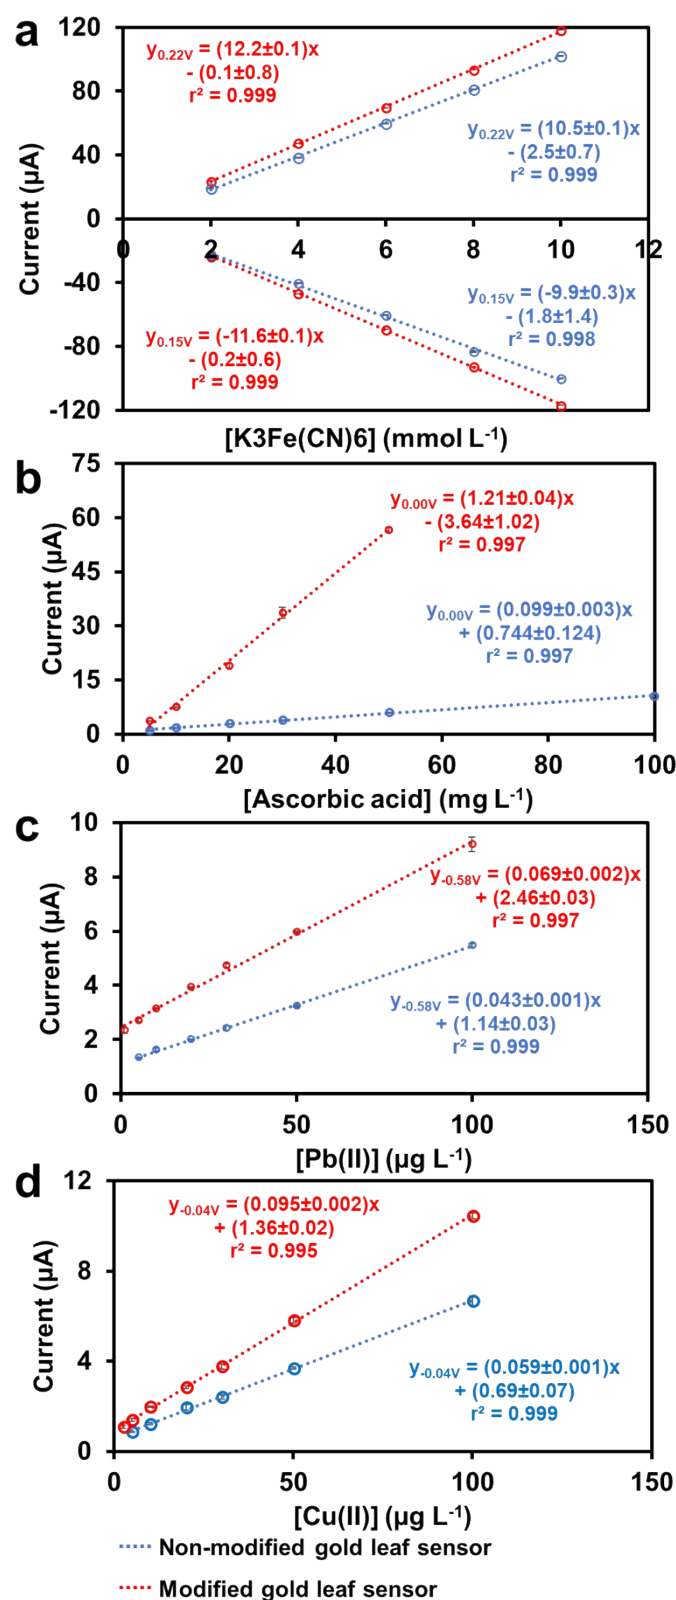 a
120
80
40
0
-40
-80
-120
Current (µA)
y0.22V = (12.2±0.1)x
- (0.1±0.8)
r² = 0.999
y0.22V = (10.5±0.1)x
- (2.5±0.7)
r² = 0.999
0 2 4 6 8 10 12
y0.15V = (-9.9±0.3)x
- (1.8±1.4)
r² = 0.998
y0.15V = (-11.6±0.1)x
- (0.2±0.6)
r² = 0.999
[K3Fe(CN)6] (mmol L-1)
b
75
60
45
30
15
0
Current (µA)
y0.00V = (1.21±0.04)x
- (3.64±1.02)
r² = 0.997
y0.00V = (0.099±0.003)x
+ (0.744±0.124)
r² = 0.997
0 20 40 60 80 100
[Ascorbic acid] (mg L-1)
c
10
8
6
4
2
0
Current (µA)
y-0.58V = (0.069±0.002)x
+ (2.46±0.03)
r² = 0.997
y-0.58V = (0.043±0.001)x
+ (1.14±0.03)
r² = 0.999
0 50 100 150
[Pb(II)] (µg L-1)
d
12
8
4
0
Current (µA)
y-0.04V = (0.095±0.002)x
+ (1.36±0.02)
r² = 0.995
y-0.04V = (0.059±0.001)x
+ (0.69±0.07)
r² = 0.999
0 50 100 150
[Cu(II)] (µg L-1)
Non-modified gold leaf sensor
Modified gold leaf sensor